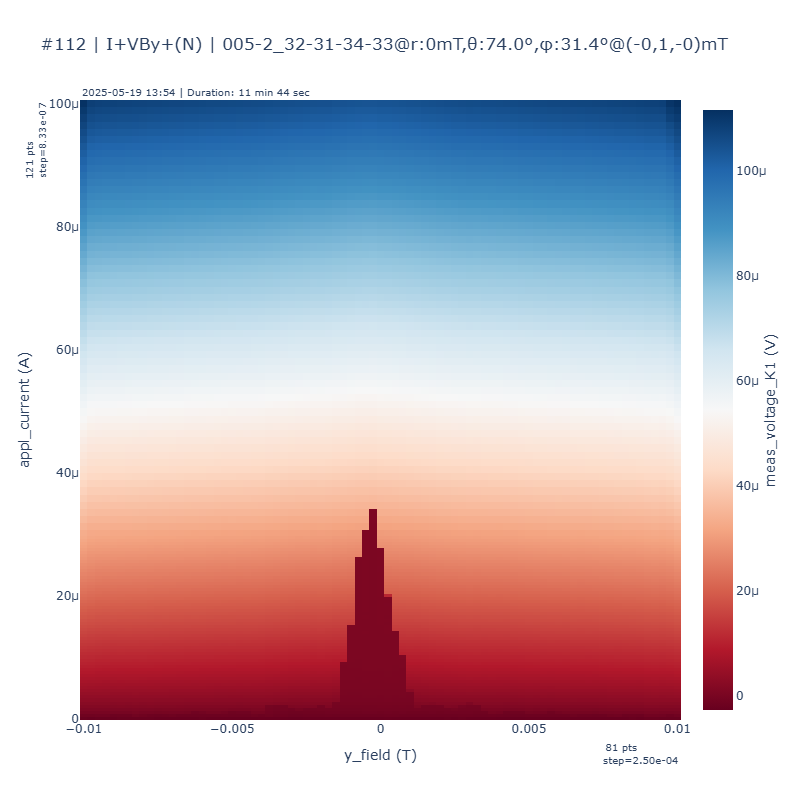 #112 | I+VBy+(N) | 005-2_32-31-34-33@r:0mT,θ:74.0°,φ:31.4°@(-0,1,-0)mT
2025-05-19 13:54 | Duration: 11 min 44 sec
121 pts
step=8.33e-07
100μ
80μ
60μ
40μ
20μ
0
appl_current (A)
−0.01
−0.005
0
0.005
0.01
y_field (T)
81 pts
step=2.50e-04
100μ
80μ
60μ
40μ
20μ
0
meas_voltage_K1 (V)